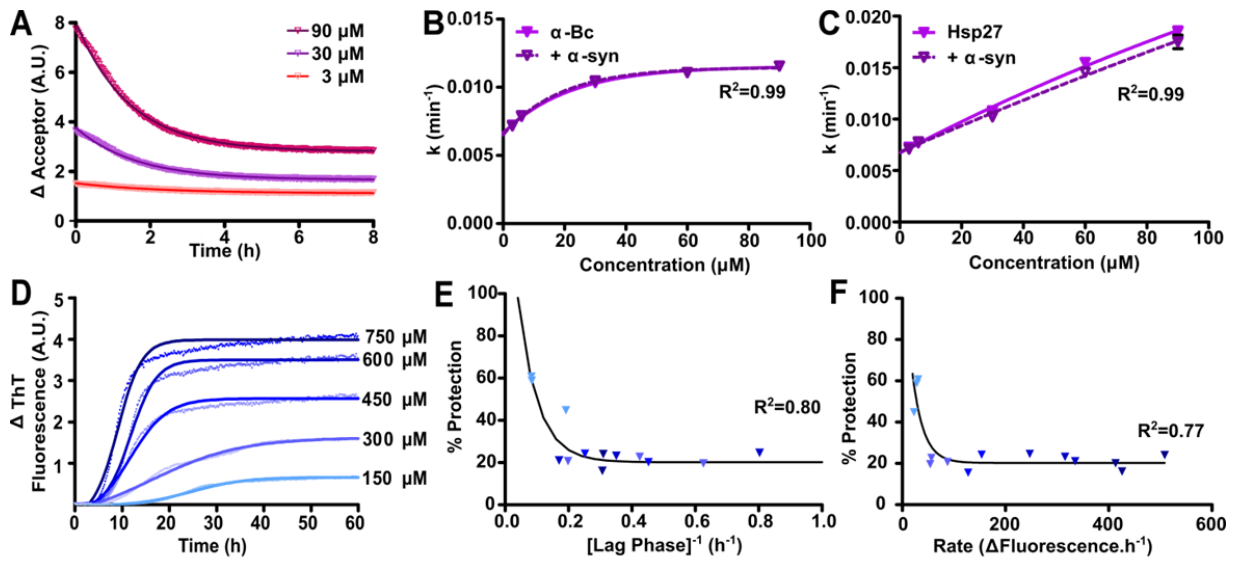 A
Δ Acceptor (A.U.)
8
6
4
2
0
0
2
4
6
8
Time (h)
90 µM
30 µM
3 µM
B
k (min⁻¹)
0.015
0.010
0.005
0.000
0
20
40
60
80
100
Concentration (µM)
α-Bc
+ α-syn
R²=0.99
C
k (min⁻¹)
0.020
0.015
0.010
0.005
0.000
0
20
40
60
80
100
Concentration (µM)
Hsp27
+ α-syn
R²=0.99
D
Δ ThT
Fluorescence (A.U.)
5
4
3
2
1
0
10
20
30
40
50
60
Time (h)
750 µM
600 µM
450 µM
300 µM
150 µM
E
% Protection
100
80
60
40
20
0
0.0
0.2
0.4
0.6
0.8
1.0
[Lag Phase]⁻¹ (h⁻¹)
R²=0.80
F
% Protection
100
80
60
40
20
0
0
200
400
600
Rate (ΔFluorescence.h⁻¹)
R²=0.77